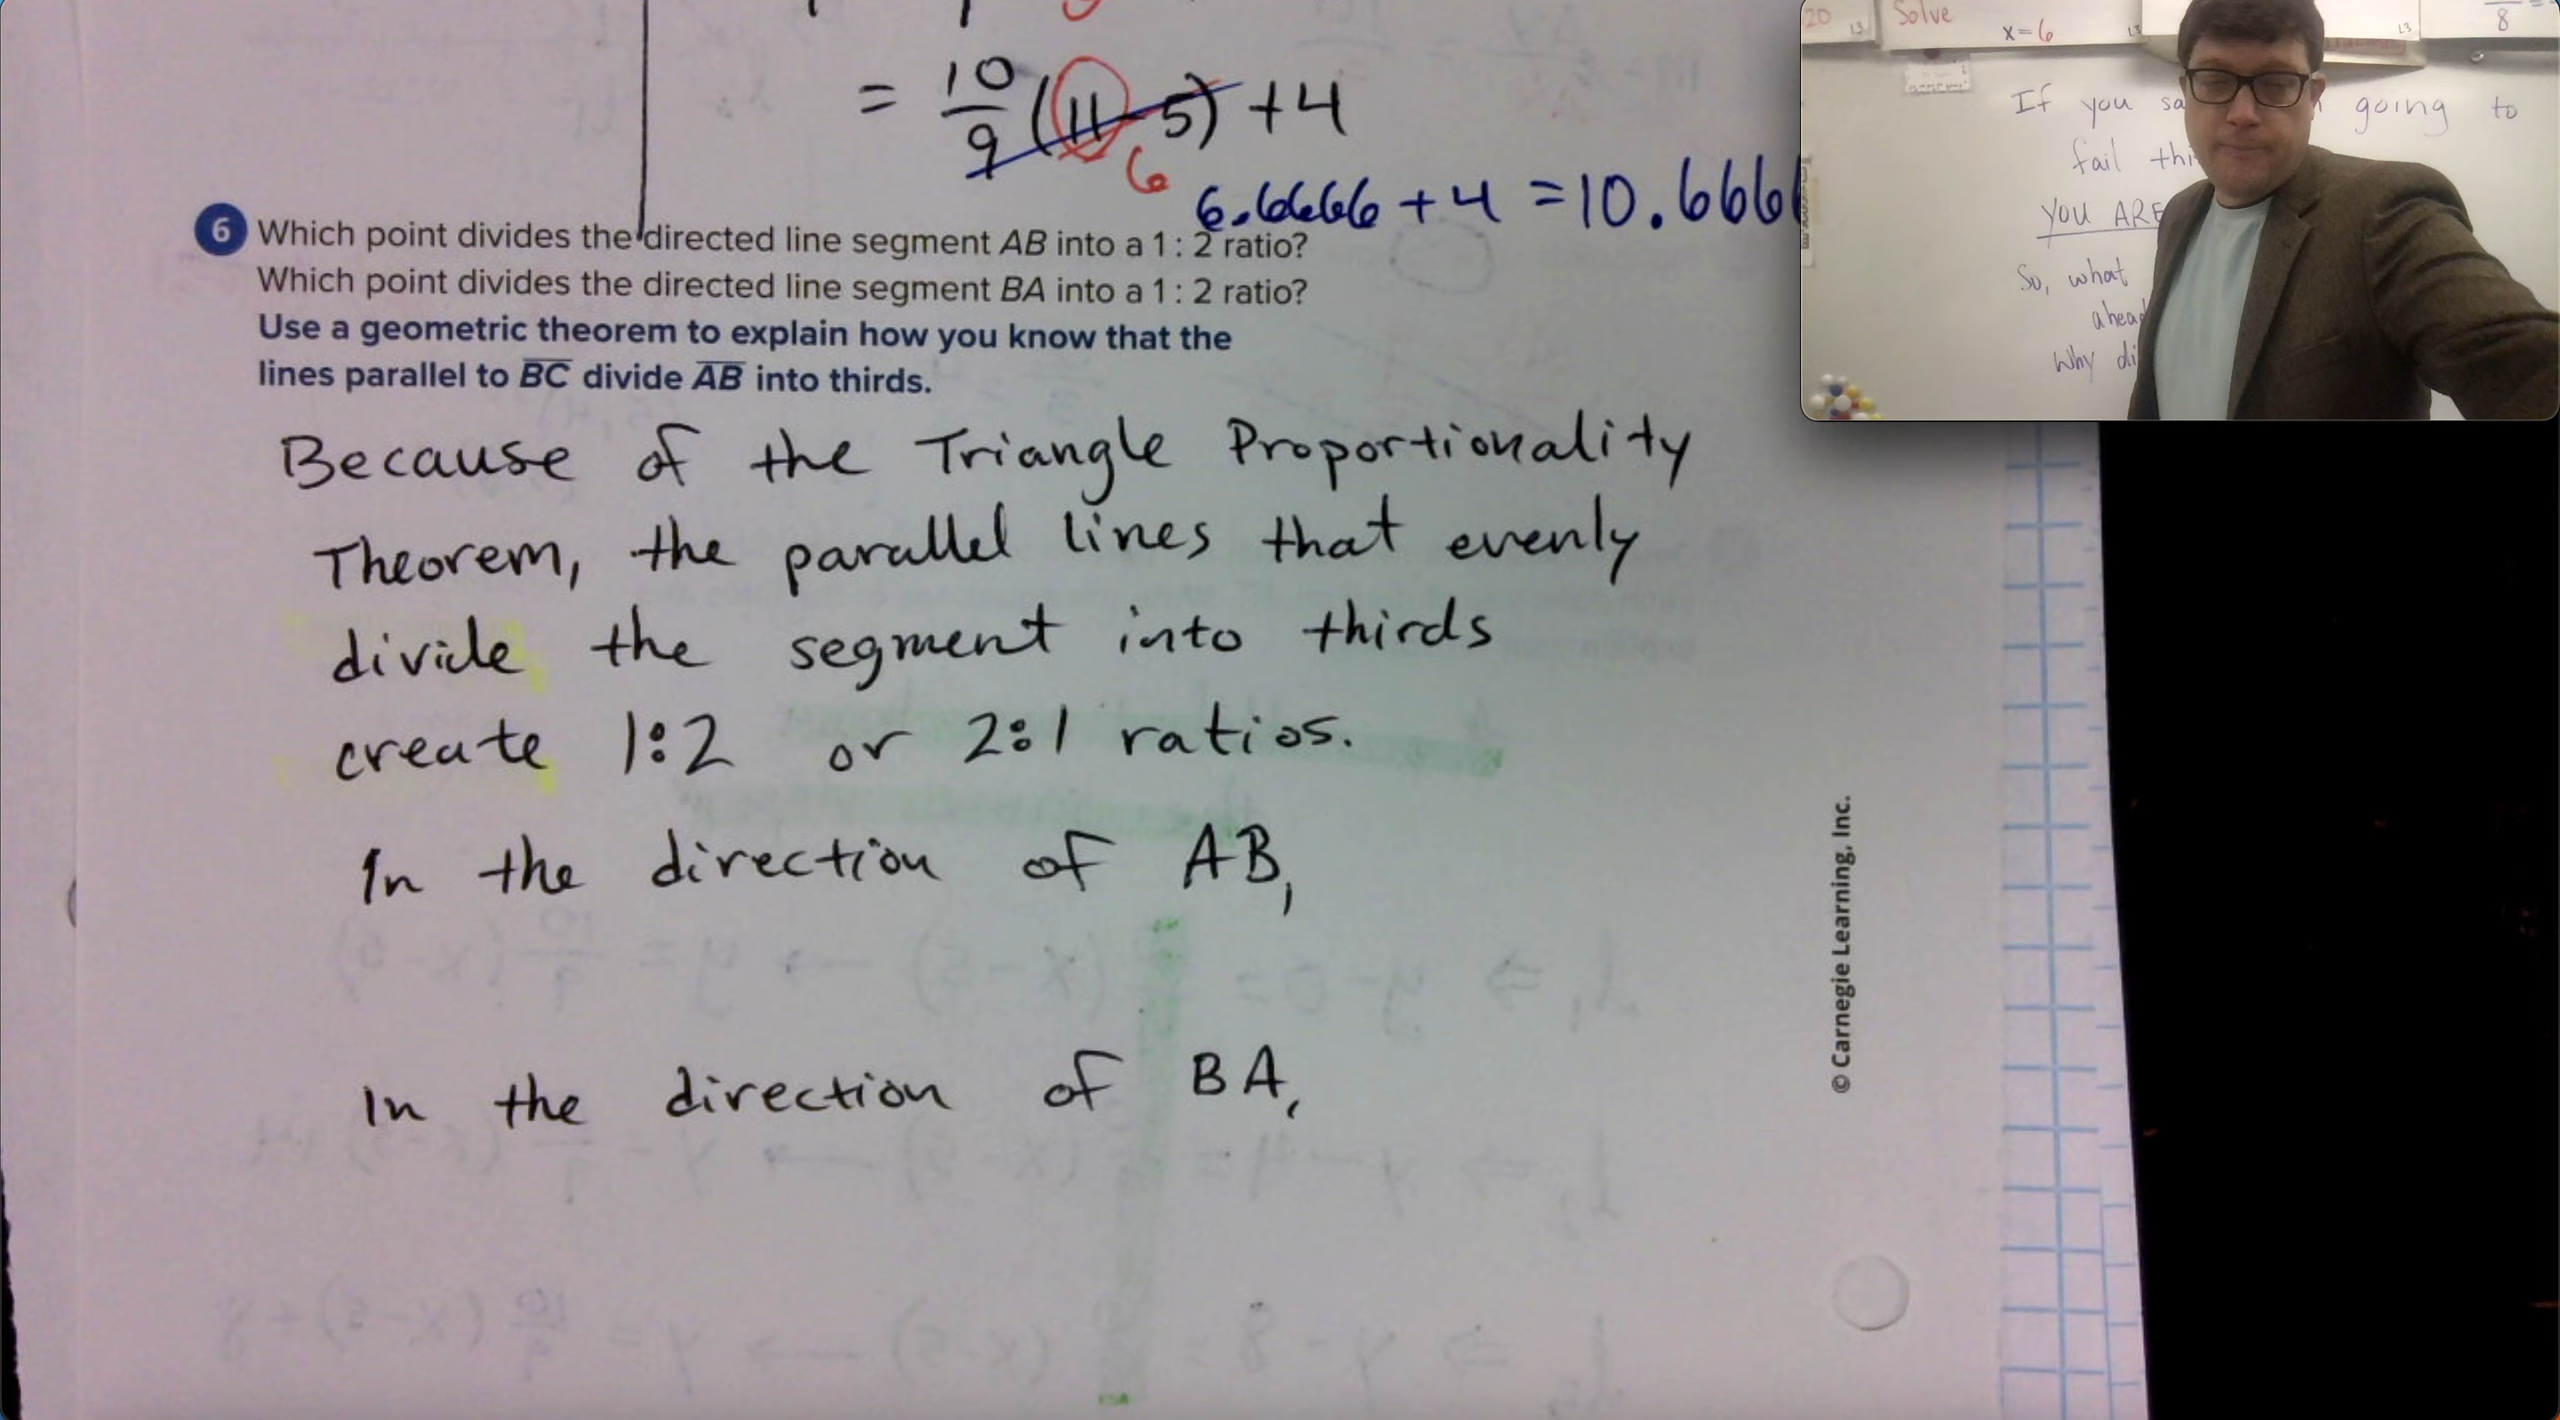 = 10/9 (11-5) +4
6
6.6666 + 4 = 10.666
6 Which point divides the directed line segment AB into a 1 : 2 ratio?
Which point divides the directed line segment BA into a 1 : 2 ratio?
Use a geometric theorem to explain how you know that the
lines parallel to BC divide AB into thirds.
Because of the Triangle Proportionality
Theorem, the parallel lines that evenly
divide the segment into thirds
create 1:2 or 2:1 ratios.
In the direction of AB,
In the direction of BA,
© Carnegie Learning, Inc.
20 L3
Solve
x=6
L3
8
If you going to
fail
YOU ARE
So, what
ahead
Why